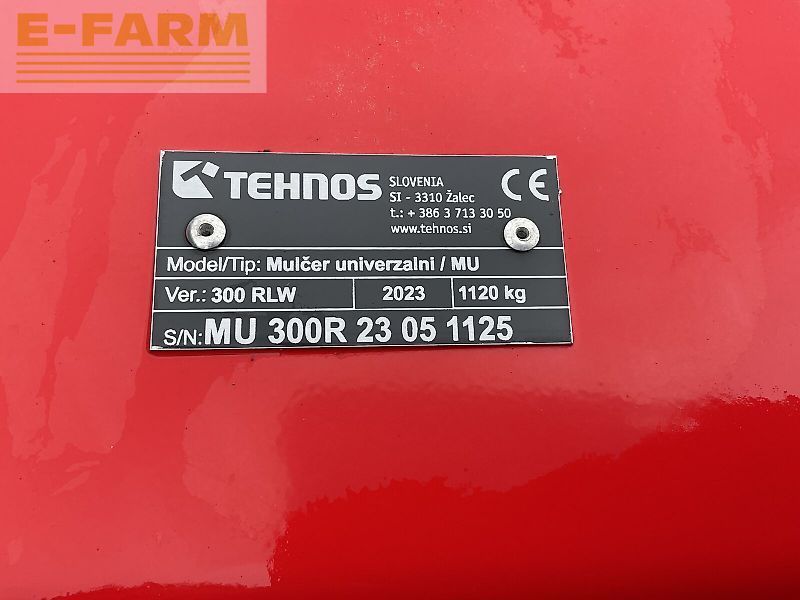 E-FARM
TEHNOS
SLOVENIA
SI - 3310 Žalec
t.: + 386 3 713 30 50
www.tehnos.si
CE
Model/Tip: Mulčer univerzalni / MU
Ver.: 300 RLW 2023 1120 kg
S/N: MU 300R 23 05 1125